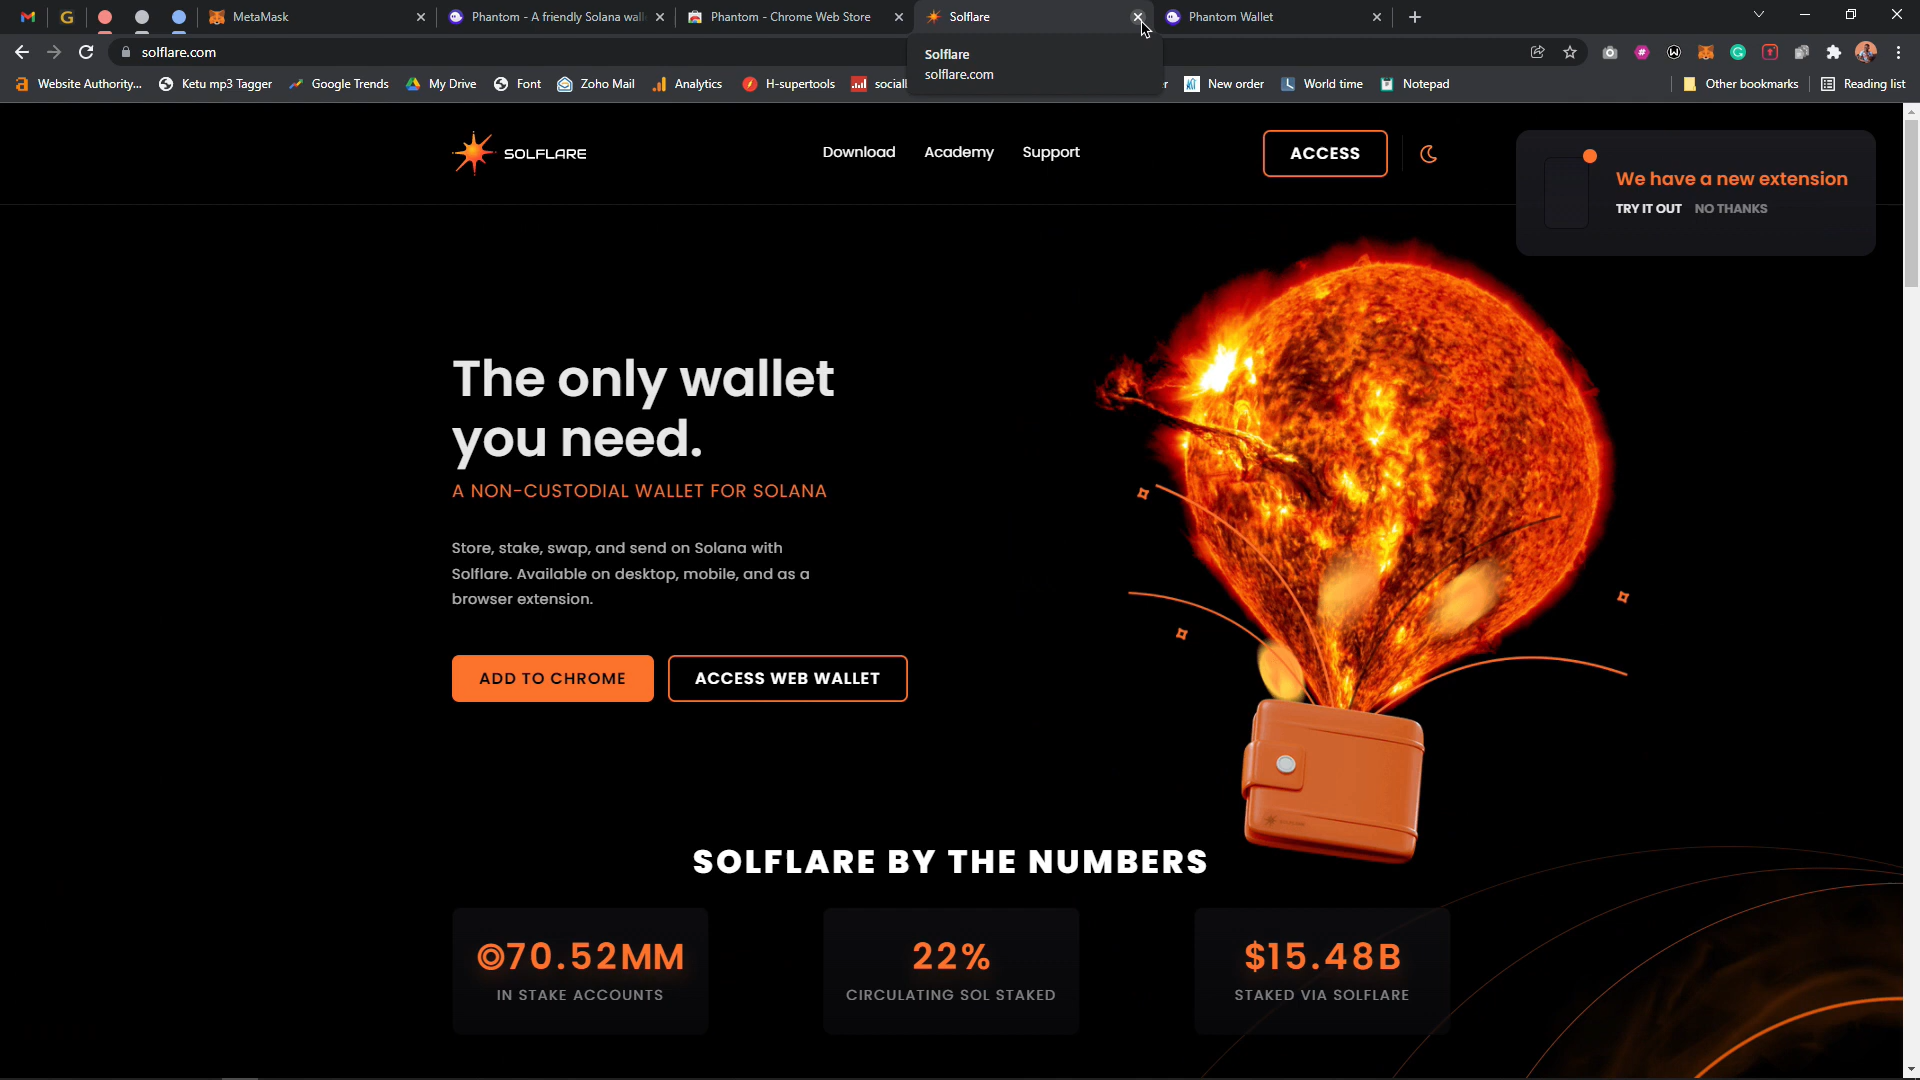 MetaMask
Phantom - A friendly Solana wall
Phantom - Chrome Web Store
Solflare
Phantom Wallet
solflare.com
Solflare
solflare.com
Website Authority...
Ketu mp3 Tagger
Google Trends
My Drive
Font
Zoho Mail
Analytics
H-supertools
sociall
r
New order
World time
Notepad
Other bookmarks
Reading list
SOLFLARE
Download
Academy
Support
ACCESS
We have a new extension
TRY IT OUT
NO THANKS
The only wallet
you need.
A NON-CUSTODIAL WALLET FOR SOLANA
Store, stake, swap, and send on Solana with
Solflare. Available on desktop, mobile, and as a
browser extension.
ADD TO CHROME
ACCESS WEB WALLET
SOLFLARE BY THE NUMBERS
70.52MM
IN STAKE ACCOUNTS
22%
CIRCULATING SOL STAKED
$15.48B
STAKED VIA SOLFLARE